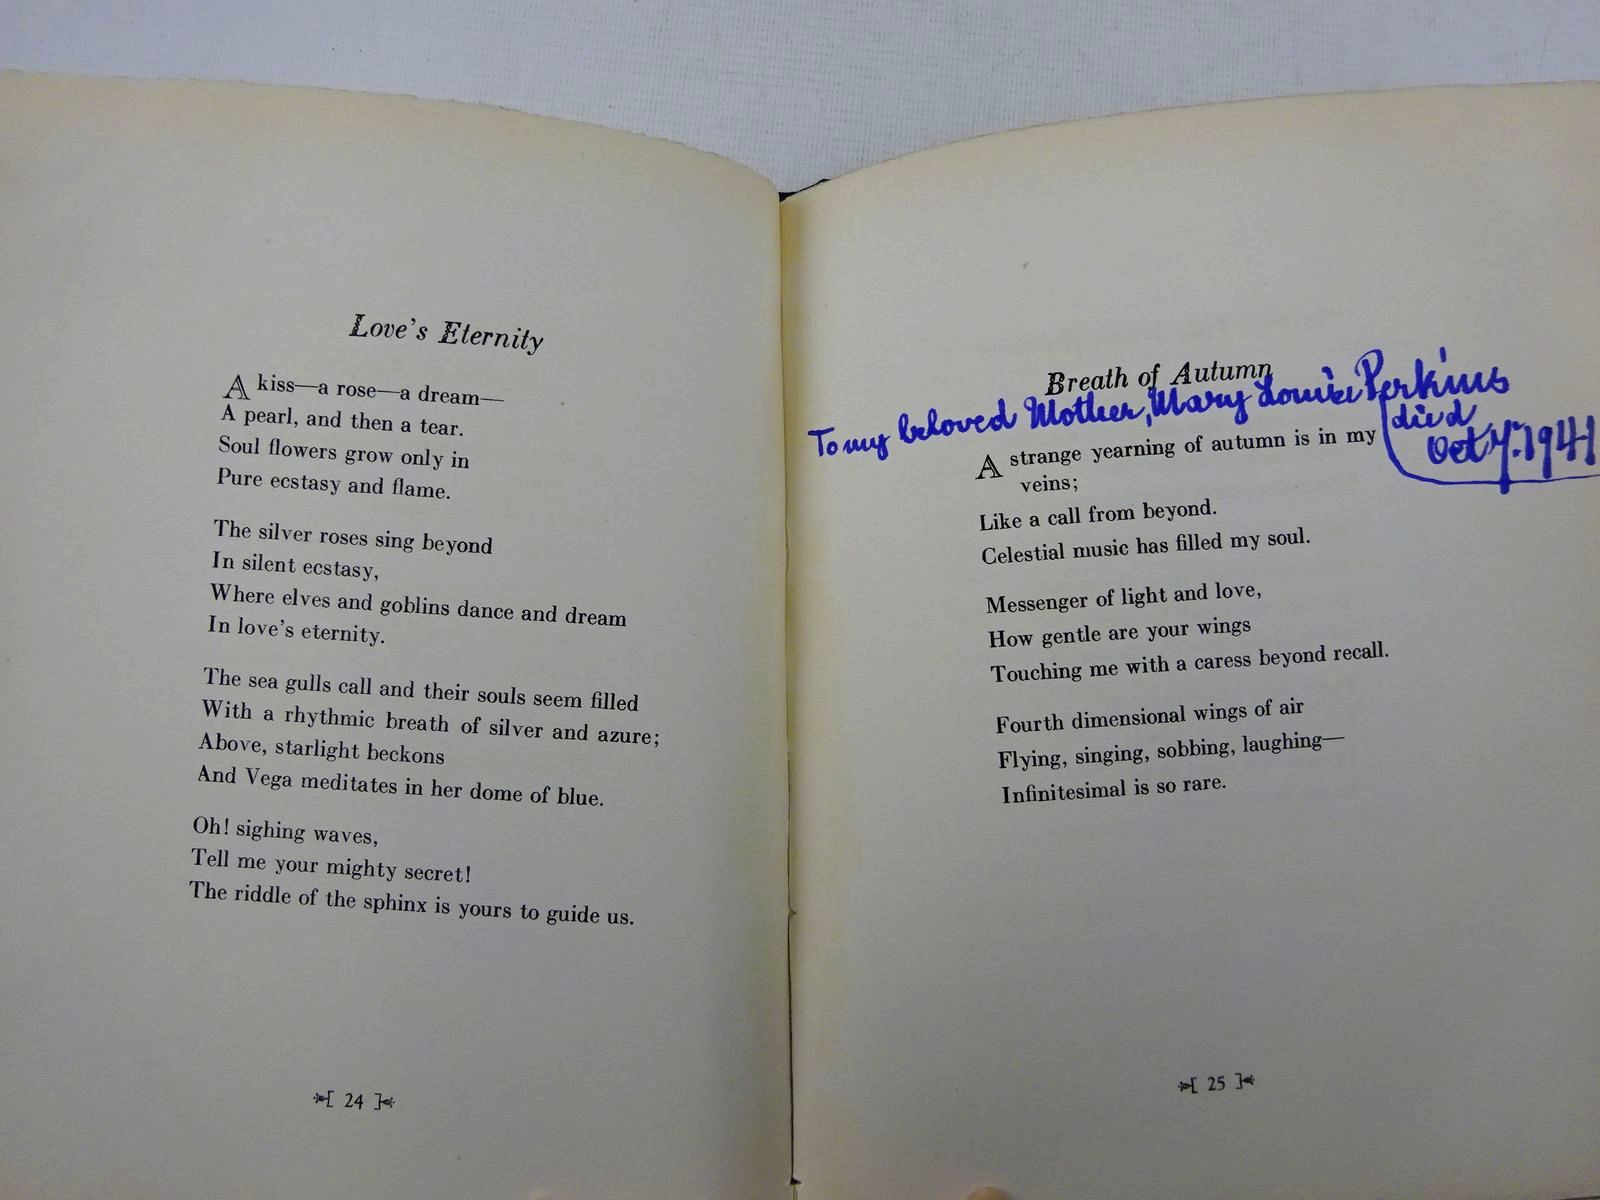 Love's Eternity
A kiss—a rose—a dream—
A pearl, and then a tear.
Soul flowers grow only in
Pure ecstasy and flame.
The silver roses sing beyond
In silent ecstasy,
Where elves and goblins dance and dream
In love's eternity.
The sea gulls call and their souls seem filled
With a rhythmic breath of silver and azure;
Above, starlight beckons
And Vega meditates in her dome of blue.
Oh! sighing waves,
Tell me your mighty secret!
The riddle of the sphinx is yours to guide us.
[ 24 ]
Breath of Autumn
To my beloved Mother, Mary Louise Perkins
died
Oct 7. 1941
A strange yearning of autumn is in my
veins;
Like a call from beyond.
Celestial music has filled my soul.
Messenger of light and love,
How gentle are your wings
Touching me with a caress beyond recall.
Fourth dimensional wings of air
Flying, singing, sobbing, laughing—
Infinitesimal is so rare.
[ 25 ]